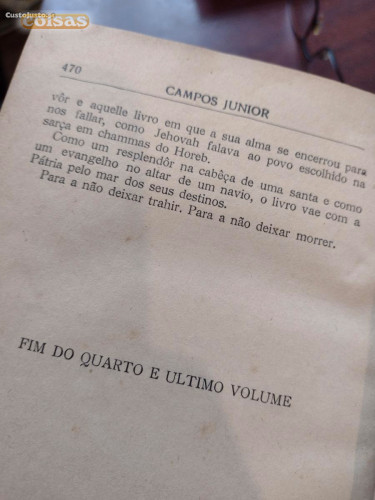 CustoJusto.pt
coisas
470
CAMPOS JUNIOR
vôr e aquelle livro em que a sua alma se encerrou para
nos fallar, como Jehovah falava ao povo escolhido na
sarça em chammas do Horeb.
Como um resplendôr na cabêça de uma santa e como
um evangelho no altar de um navio, o livro vae com a
Pátria pelo mar dos seus destinos.
Para a não deixar trahir. Para a não deixar morrer.
FIM DO QUARTO E ULTIMO VOLUME